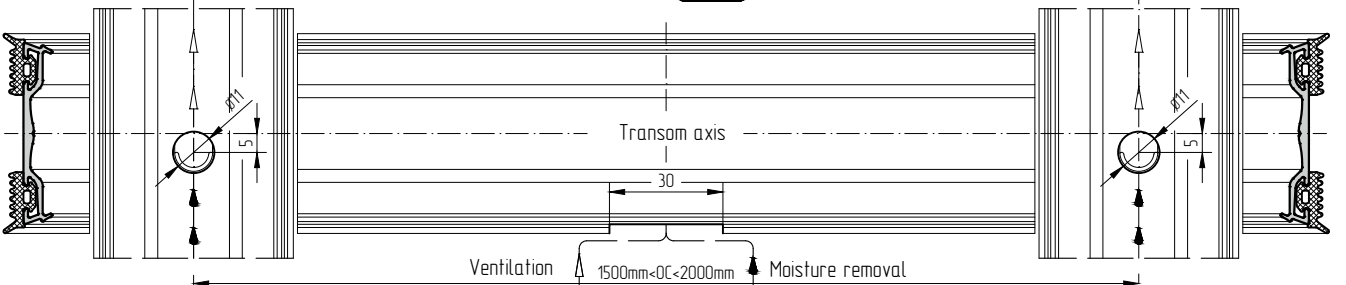 Ø11
Ø11
5
Transom axis
5
30
Ventilation
1500mm<OC<2000mm
Moisture removal